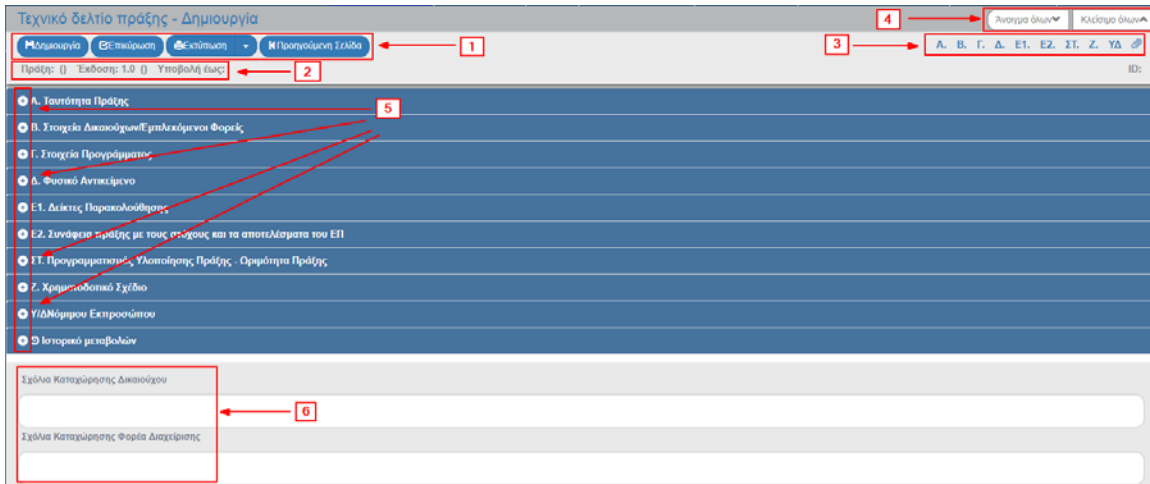 Τεχνικό δελτίο πράξης - Δημιουργία
4
Άνοιγμα όλων Κλείσιμο όλων
Δημιουργία Επικύρωση Εκτύπωση Προηγούμενη Σελίδα
1
3
Α. Β. Γ. Δ. Ε1. Ε2. ΣΤ. Ζ. ΥΔ
Πράξη: () Έκδοση: 1.0 () Υποβολή έως:
2
ID:
Α. Ταυτότητα Πράξης
5
Β. Στοιχεία Δικαιούχων/Εμπλεκόμενοι Φορείς
Γ. Στοιχεία Προγράμματος
Δ. Φυσικό Αντικείμενο
Ε1. Δείκτες Παρακολούθησης
Ε2. Συνάφεια πράξης με τους στόχους και τα αποτελέσματα του ΕΠ
ΣΤ. Προγραμματισμός Υλοποίησης Πράξης - Ωριμότητα Πράξης
Ζ. Χρηματοδοτικό Σχέδιο
Υ/ΔΝόμιμου Εκπροσώπου
Ιστορικό μεταβολών
Σχόλια Καταχώρησης Δικαιούχου
6
Σχόλια Καταχώρησης Φορέα Διαχείρισης